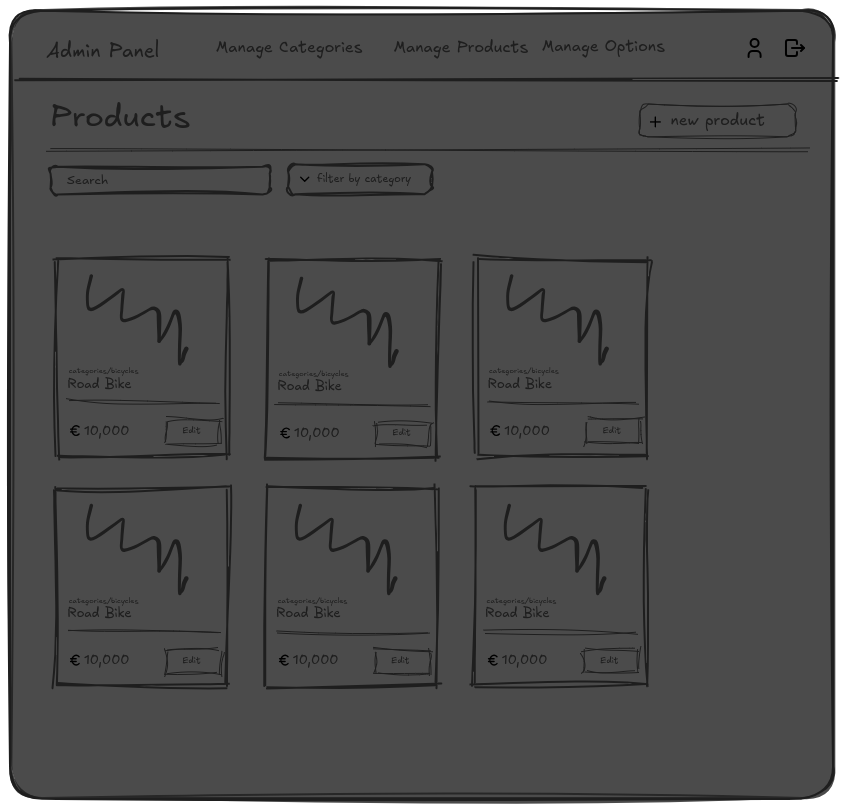 Admin Panel Manage Categories Manage Products Manage Options
Products
+ new product
Search
filter by category
categories/bicycles
Road Bike
€ 10,000
Edit
categories/bicycles
Road Bike
€ 10,000
Edit
categories/bicycles
Road Bike
€ 10,000
Edit
categories/bicycles
Road Bike
€ 10,000
Edit
categories/bicycles
Road Bike
€ 10,000
Edit
categories/bicycles
Road Bike
€ 10,000
Edit